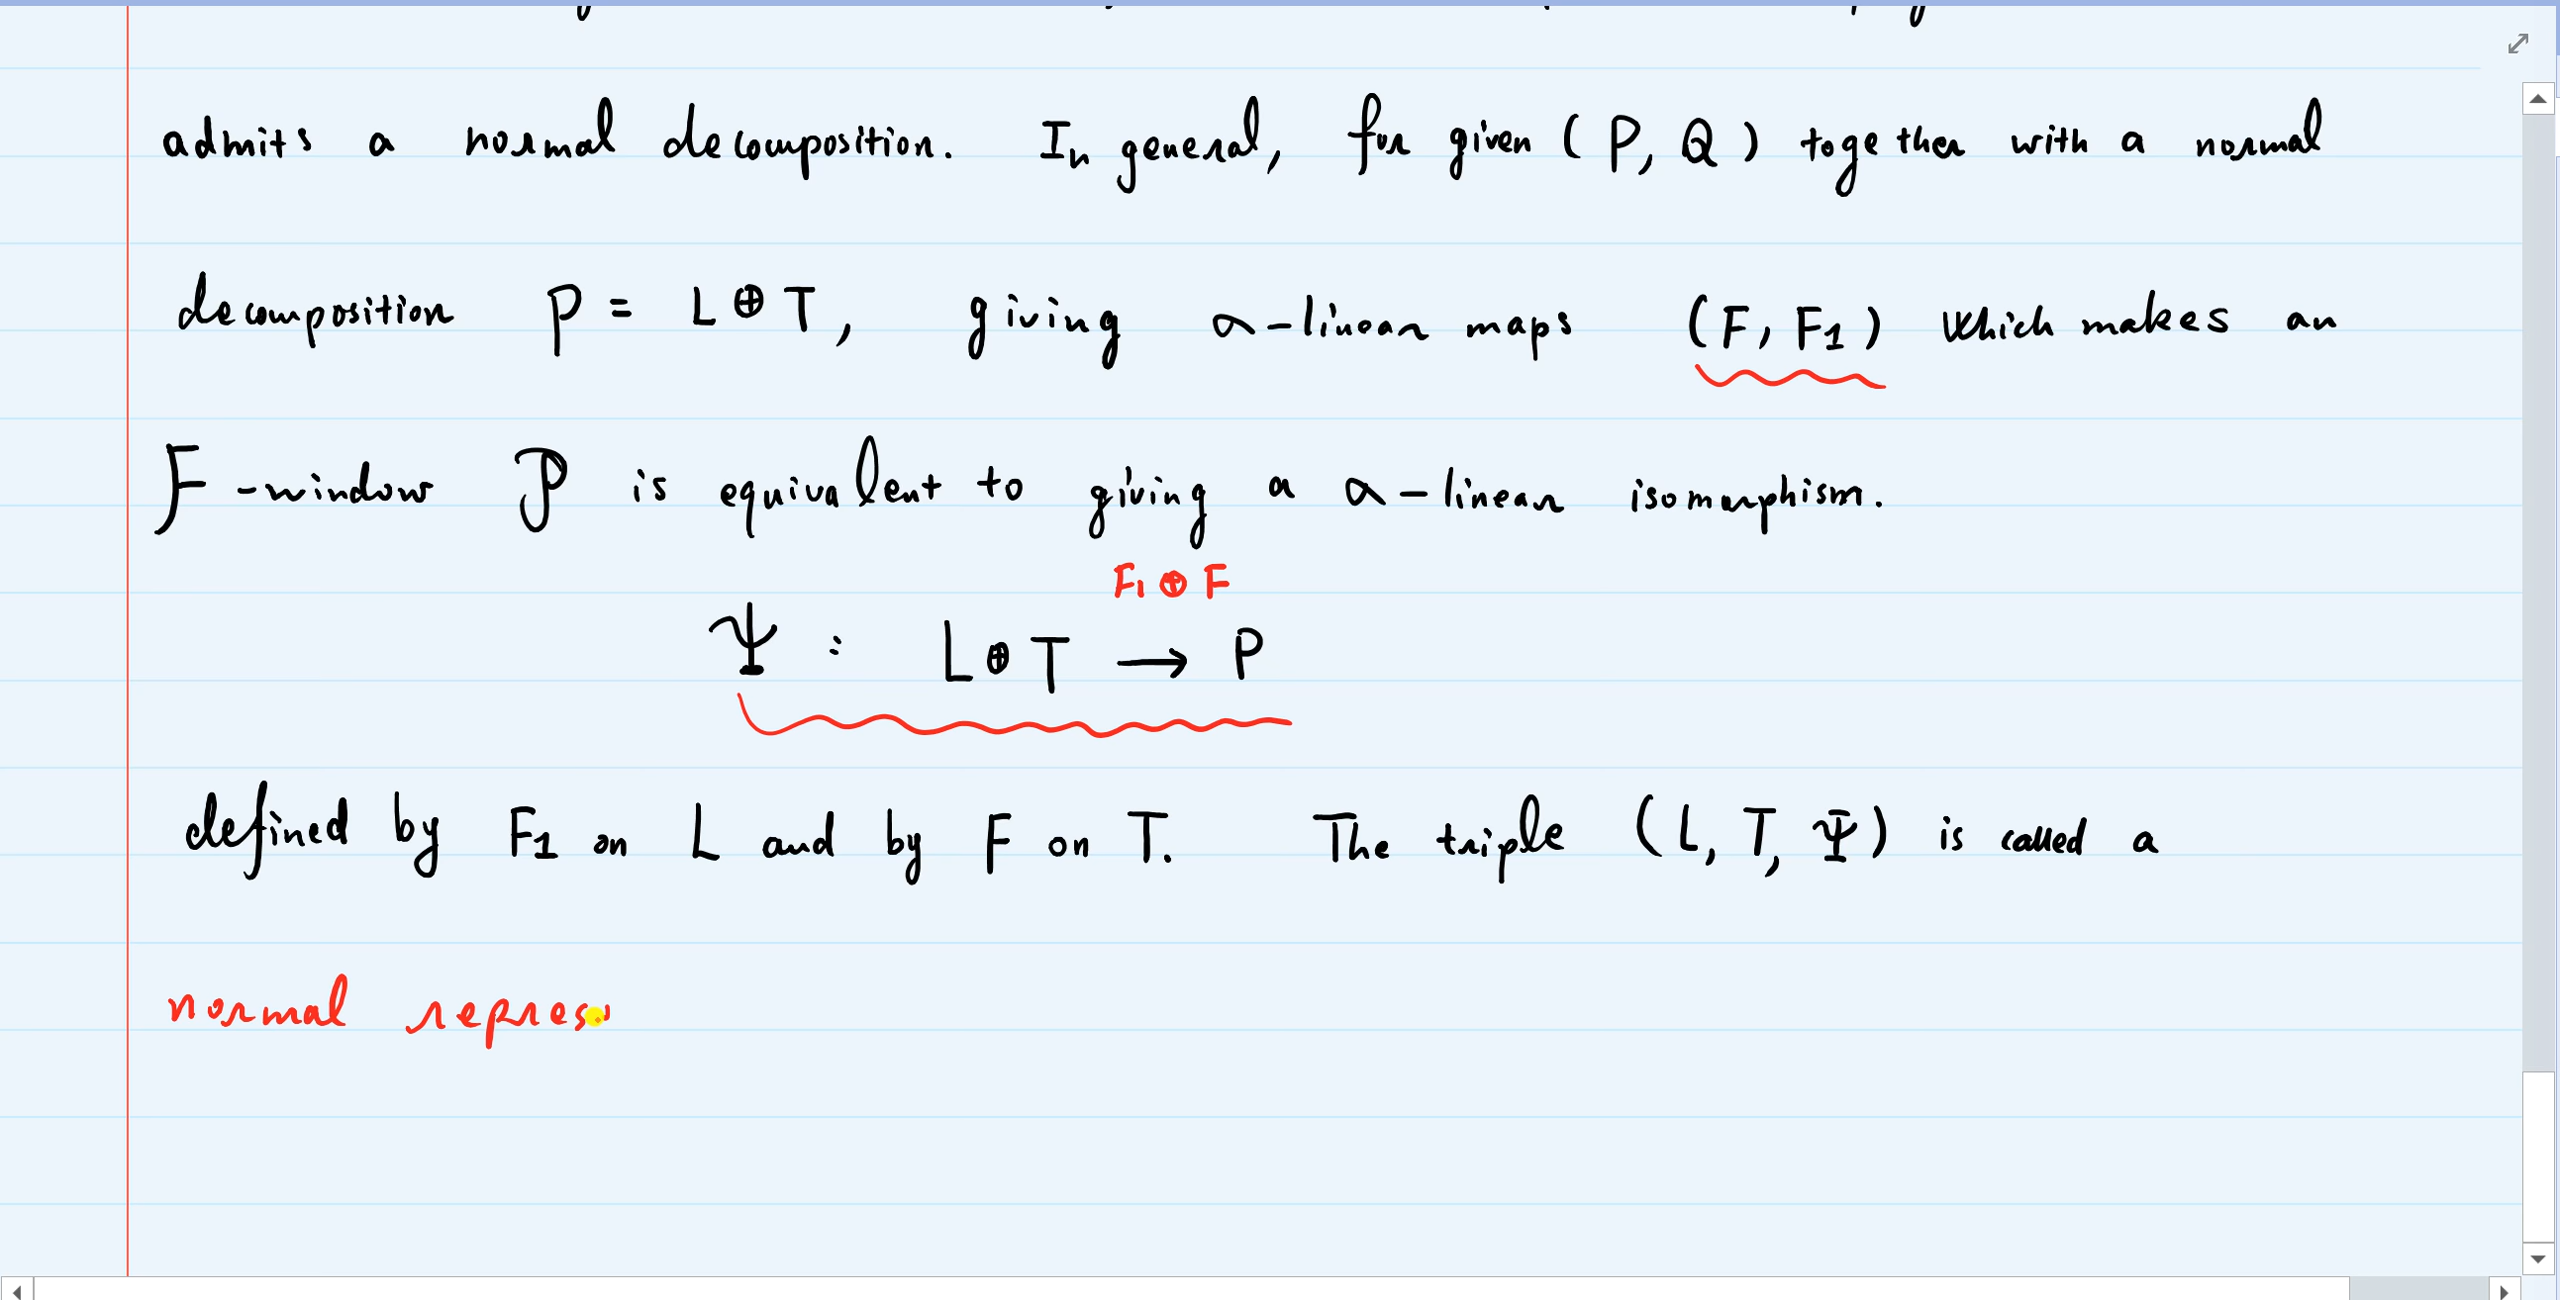 admits a normal decomposition. In general, for given (P, Q) together with a normal
decomposition P = L ⊕ T, giving α-linear maps (F, F1) which makes an
F-window P is equivalent to giving a α-linear isomorphism.
F1 ⊕ F
Ψ : L ⊕ T → P
defined by F1 on L and by F on T. The triple (L, T, Ψ) is called a
normal repres